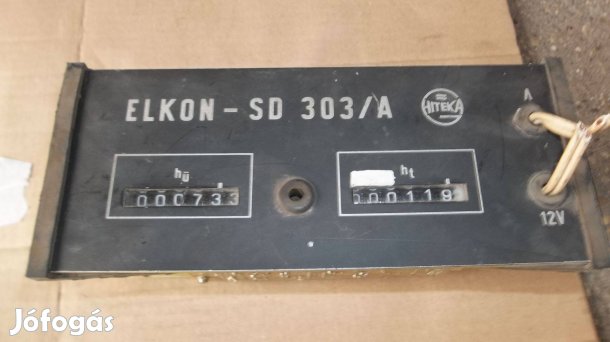 ELKON - SD 303/A
HITEKA
A
hü
ht
000733
000119
12V
Jófogás